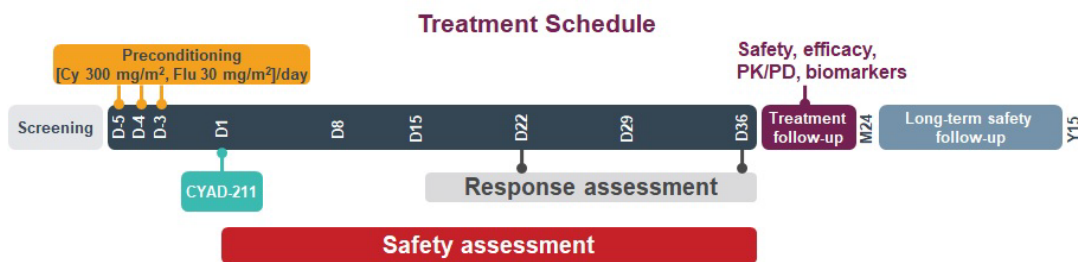 Treatment Schedule
Preconditioning
[Cy 300 mg/m², Flu 30 mg/m²]/day
Safety, efficacy,
PK/PD, biomarkers
Screening
D-5
D-4
D-3
D1
D8
D15
D22
D29
D36
Treatment
follow-up
M24
Long-term safety
follow-up
Y15
CYAD-211
Response assessment
Safety assessment